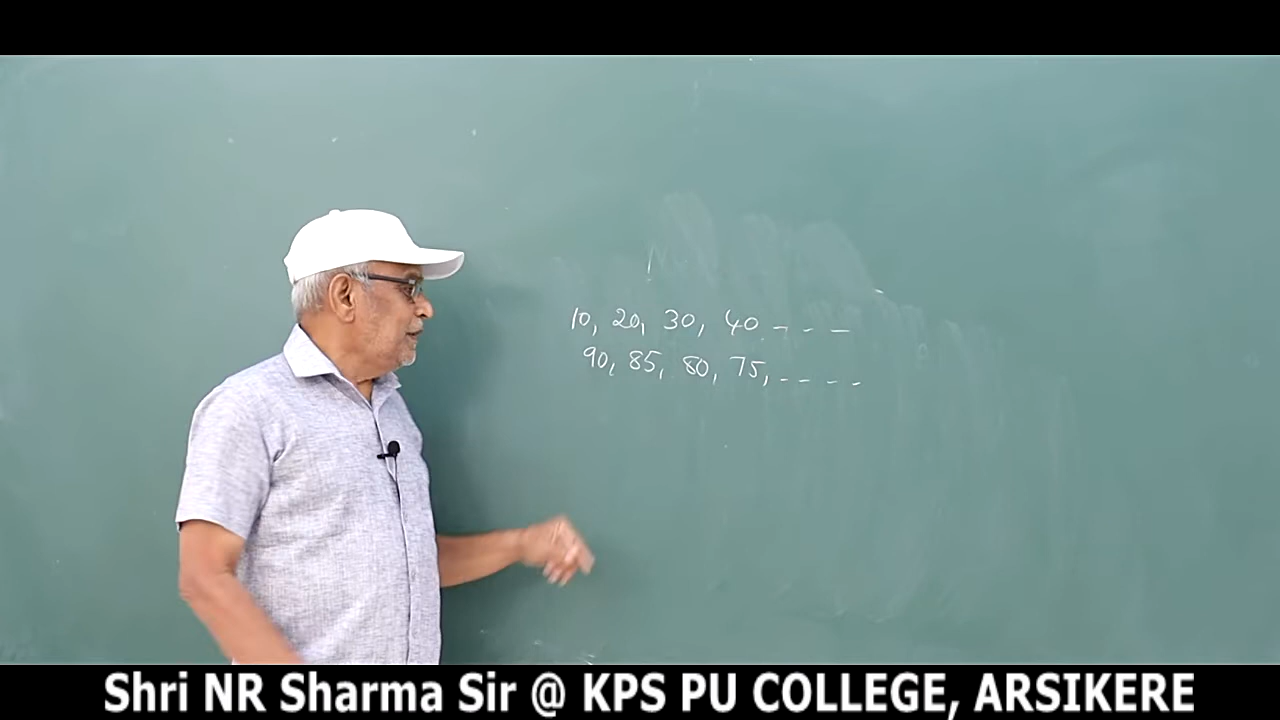 10, 20, 30, 40 - - -
90, 85, 80, 75, - - - -
Shri NR Sharma Sir @ KPS PU COLLEGE, ARSIKERE